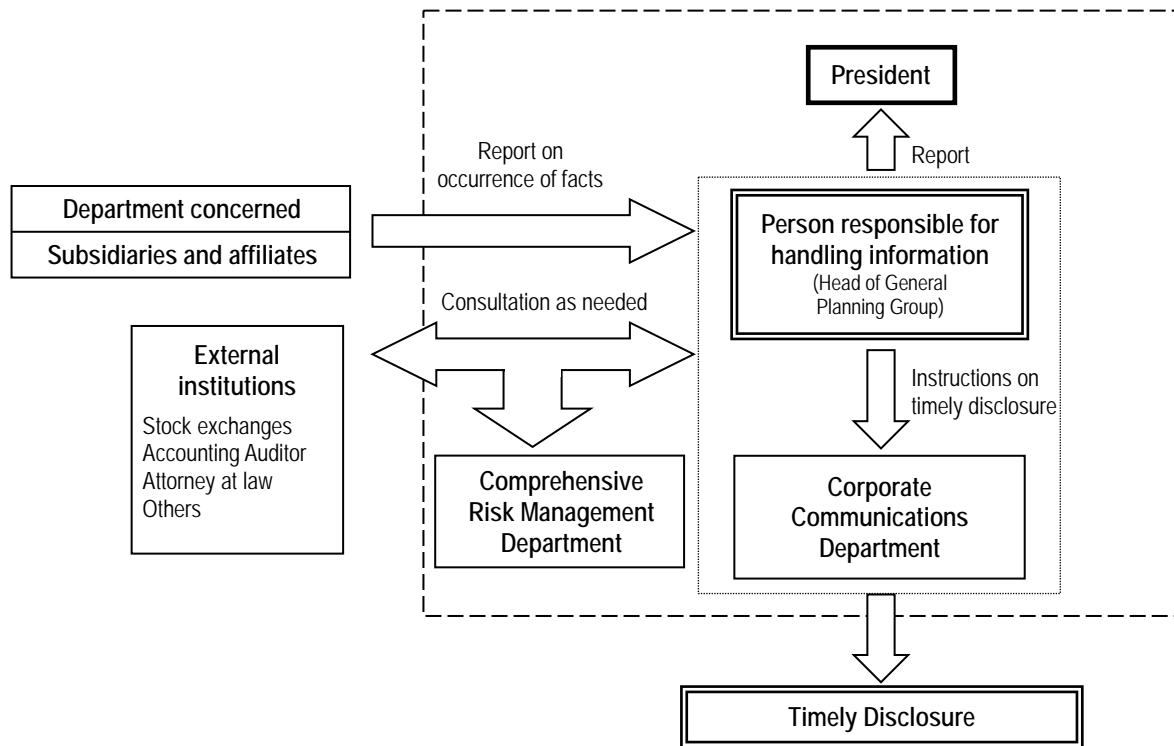 President
Report
Report on
occurrence of facts
Department concerned
Subsidiaries and affiliates
Person responsible for
handling information
(Head of General
Planning Group)
Consultation as needed
External
institutions
Stock exchanges
Accounting Auditor
Attorney at law
Others
Instructions on
timely disclosure
Comprehensive
Risk Management
Department
Corporate
Communications
Department
Timely Disclosure